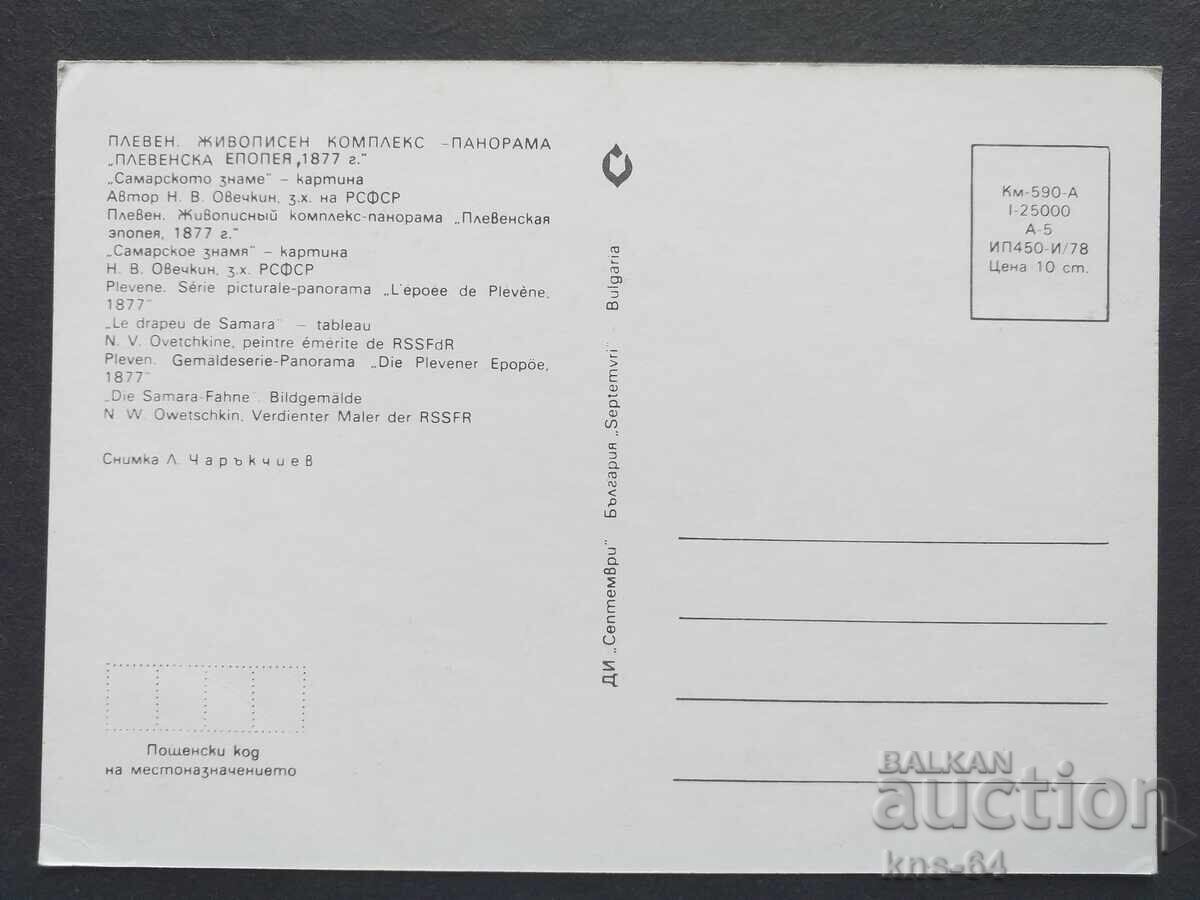 ПЛЕВЕН. ЖИВОПИСЕН КОМПЛЕКС -ПАНОРАМА
„ПЛЕВЕНСКА ЕПОПЕЯ,1877 г."
„Самарското знаме" – картина
Автор Н. В. Овечкин, з.х. на РСФСР
Плевен. Живописный комплекс-панорама „Плевенская
эпопея, 1877 г."
„Самарское знамя" – картина
Н. В. Овечкин, з.х. РСФСР
Plevene. Série picturale-panorama „L'epoee de Plevène,
1877"
„Le drapeu de Samara" – tableau
N. V. Ovetchkine, peintre émérite de RSSFdR
Pleven. Gemäldeserie-Panorama „Die Plevener Epopöe,
1877"
„Die Samara-Fahne". Bildgemälde
N. W. Owetschkin, Verdienter Maler der RSSFR
Снимка Л. Чаръкчиев
Пощенски код
на местоназначението
ДИ „Септември" България „Septemvri" Bulgaria
Км-590-А
I-25000
А-5
ИП450-И/78
Цена 10 ст.
BALKAN
auction
kns-64